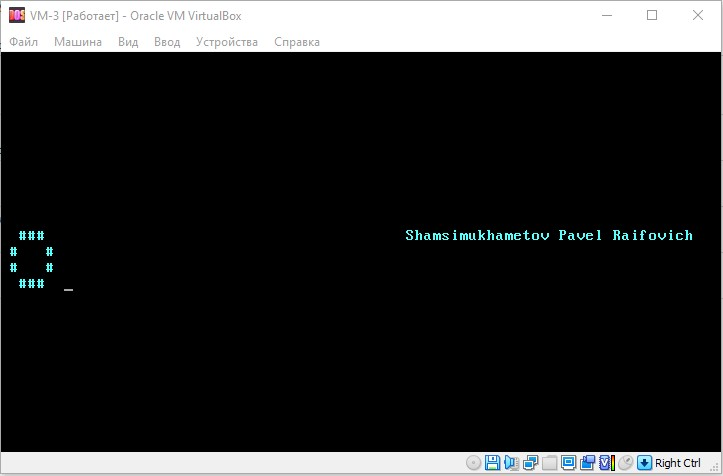 VM-3 [Работает] - Oracle VM VirtualBox
Файл Машина Вид Ввод Устройства Справка
 ###                                        Shamsimukhametov Pavel Raifovich
#   #
#   #
 ###  _
Right Ctrl